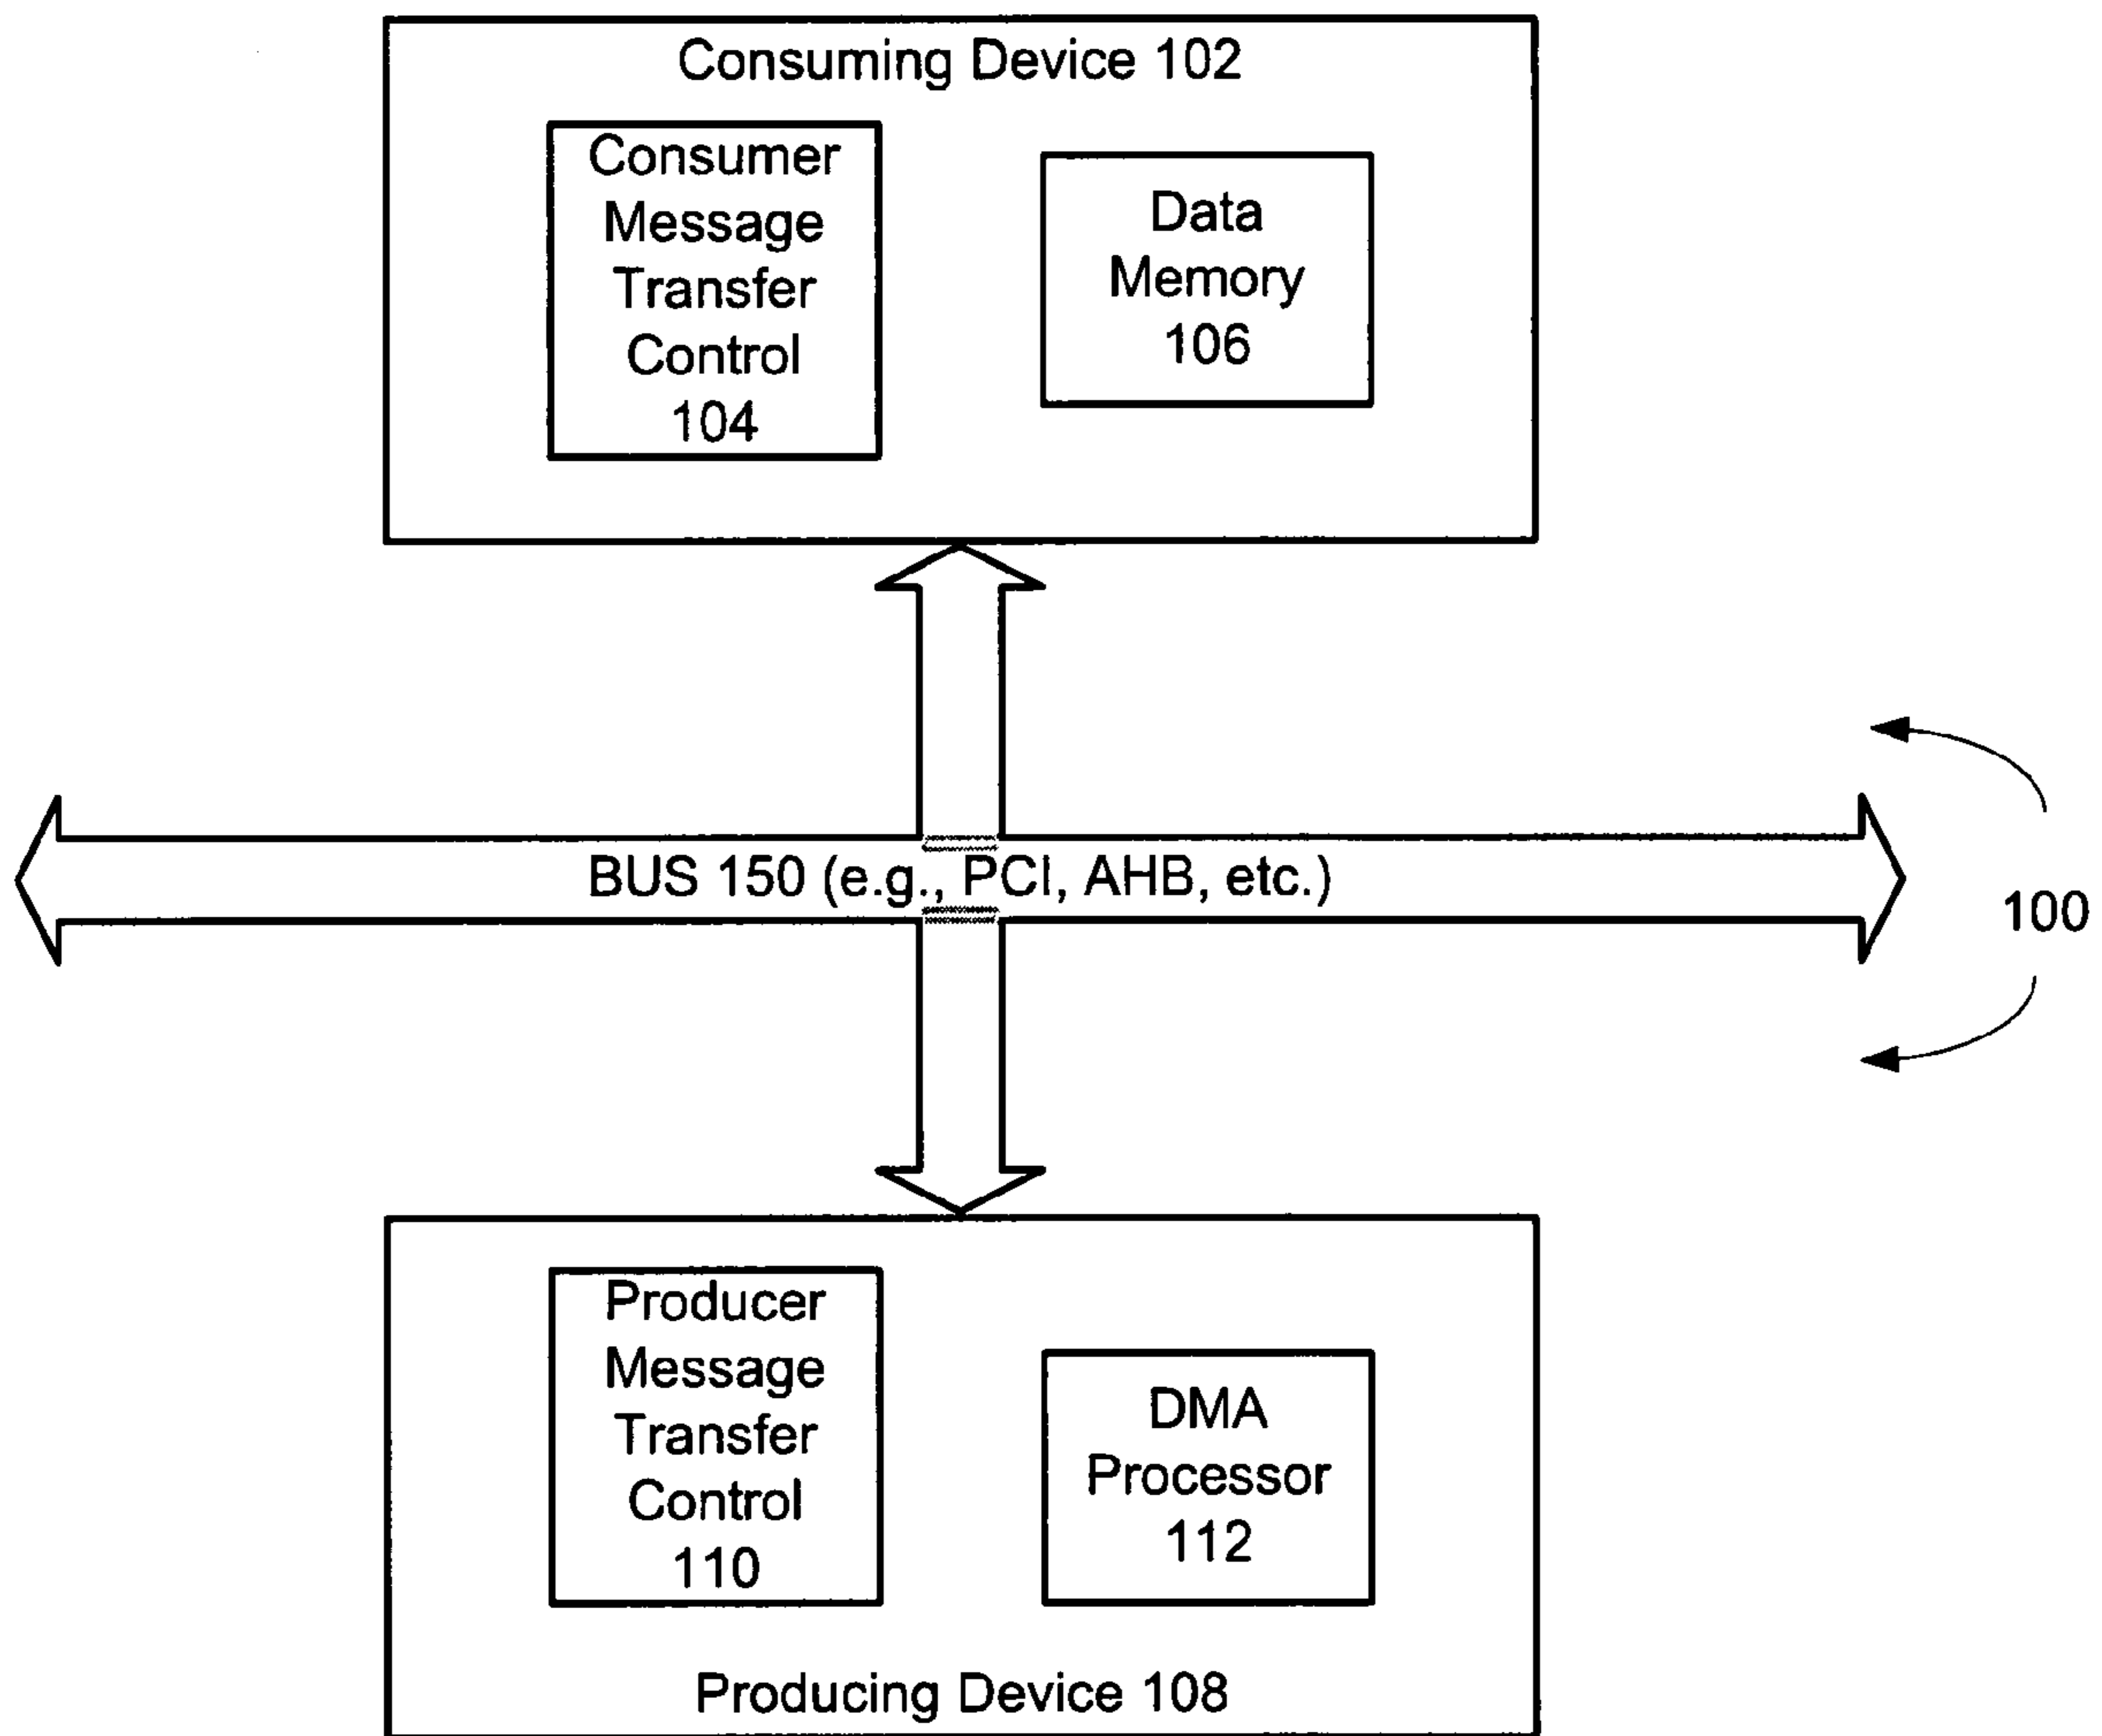 Consuming Device 102
Consumer
Message
Transfer
Control
104
Data
Memory
106
BUS 150 (e.g., PCI, AHB, etc.)
100
Producer
Message
Transfer
Control
110
DMA
Processor
112
Producing Device 108